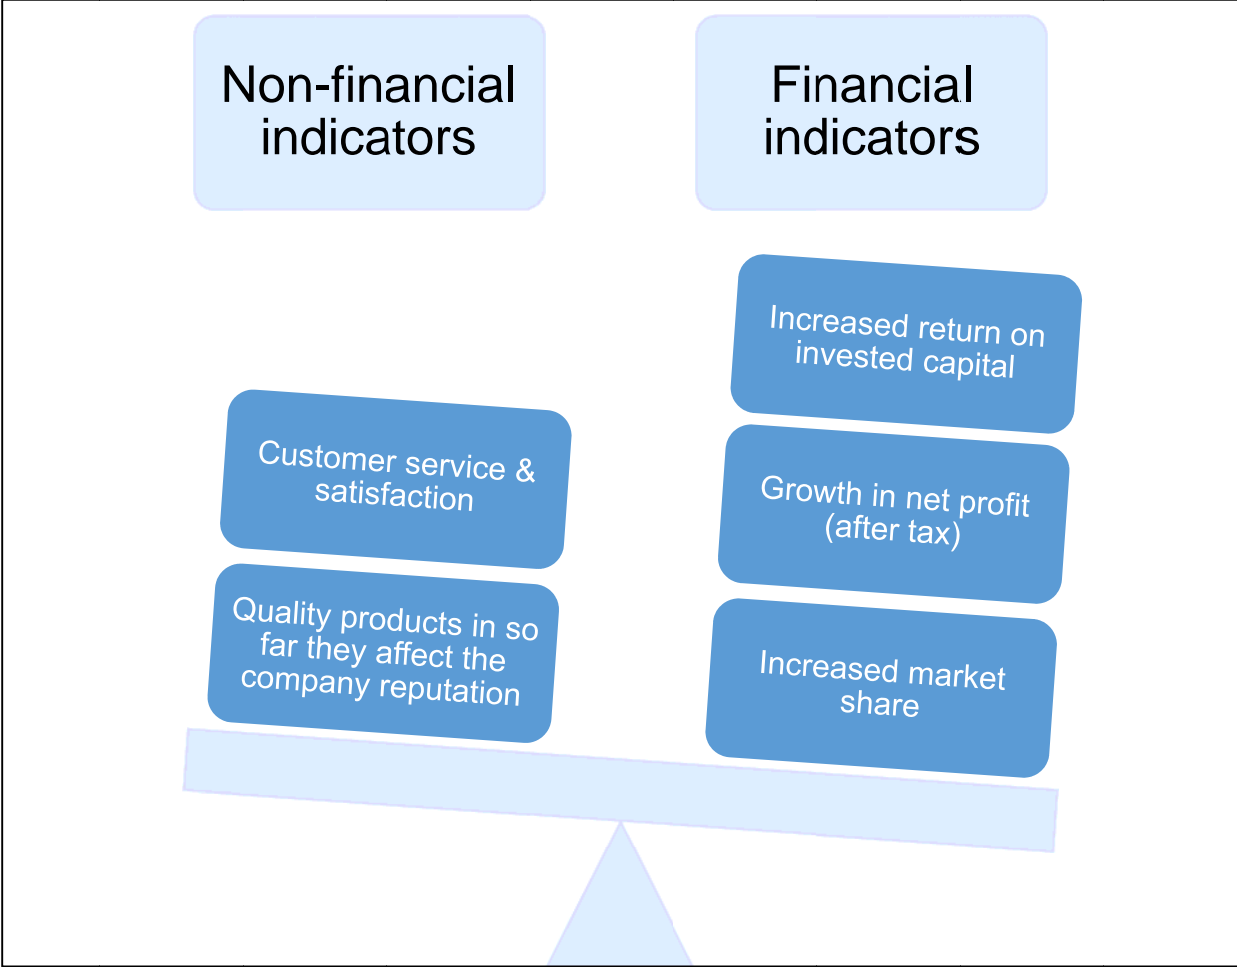 Non-financial
indicators
Financial
indicators
Customer service &
satisfaction
Quality products in so
far they affect the
company reputation
Increased return on
invested capital
Growth in net profit
(after tax)
Increased market
share